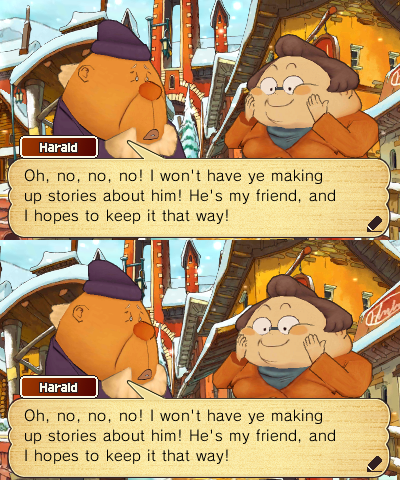 Harald
Oh, no, no, no! I won't have ye making
up stories about him! He's my friend, and
I hopes to keep it that way!
Harald
Oh, no, no, no! I won't have ye making
up stories about him! He's my friend, and
I hopes to keep it that way!